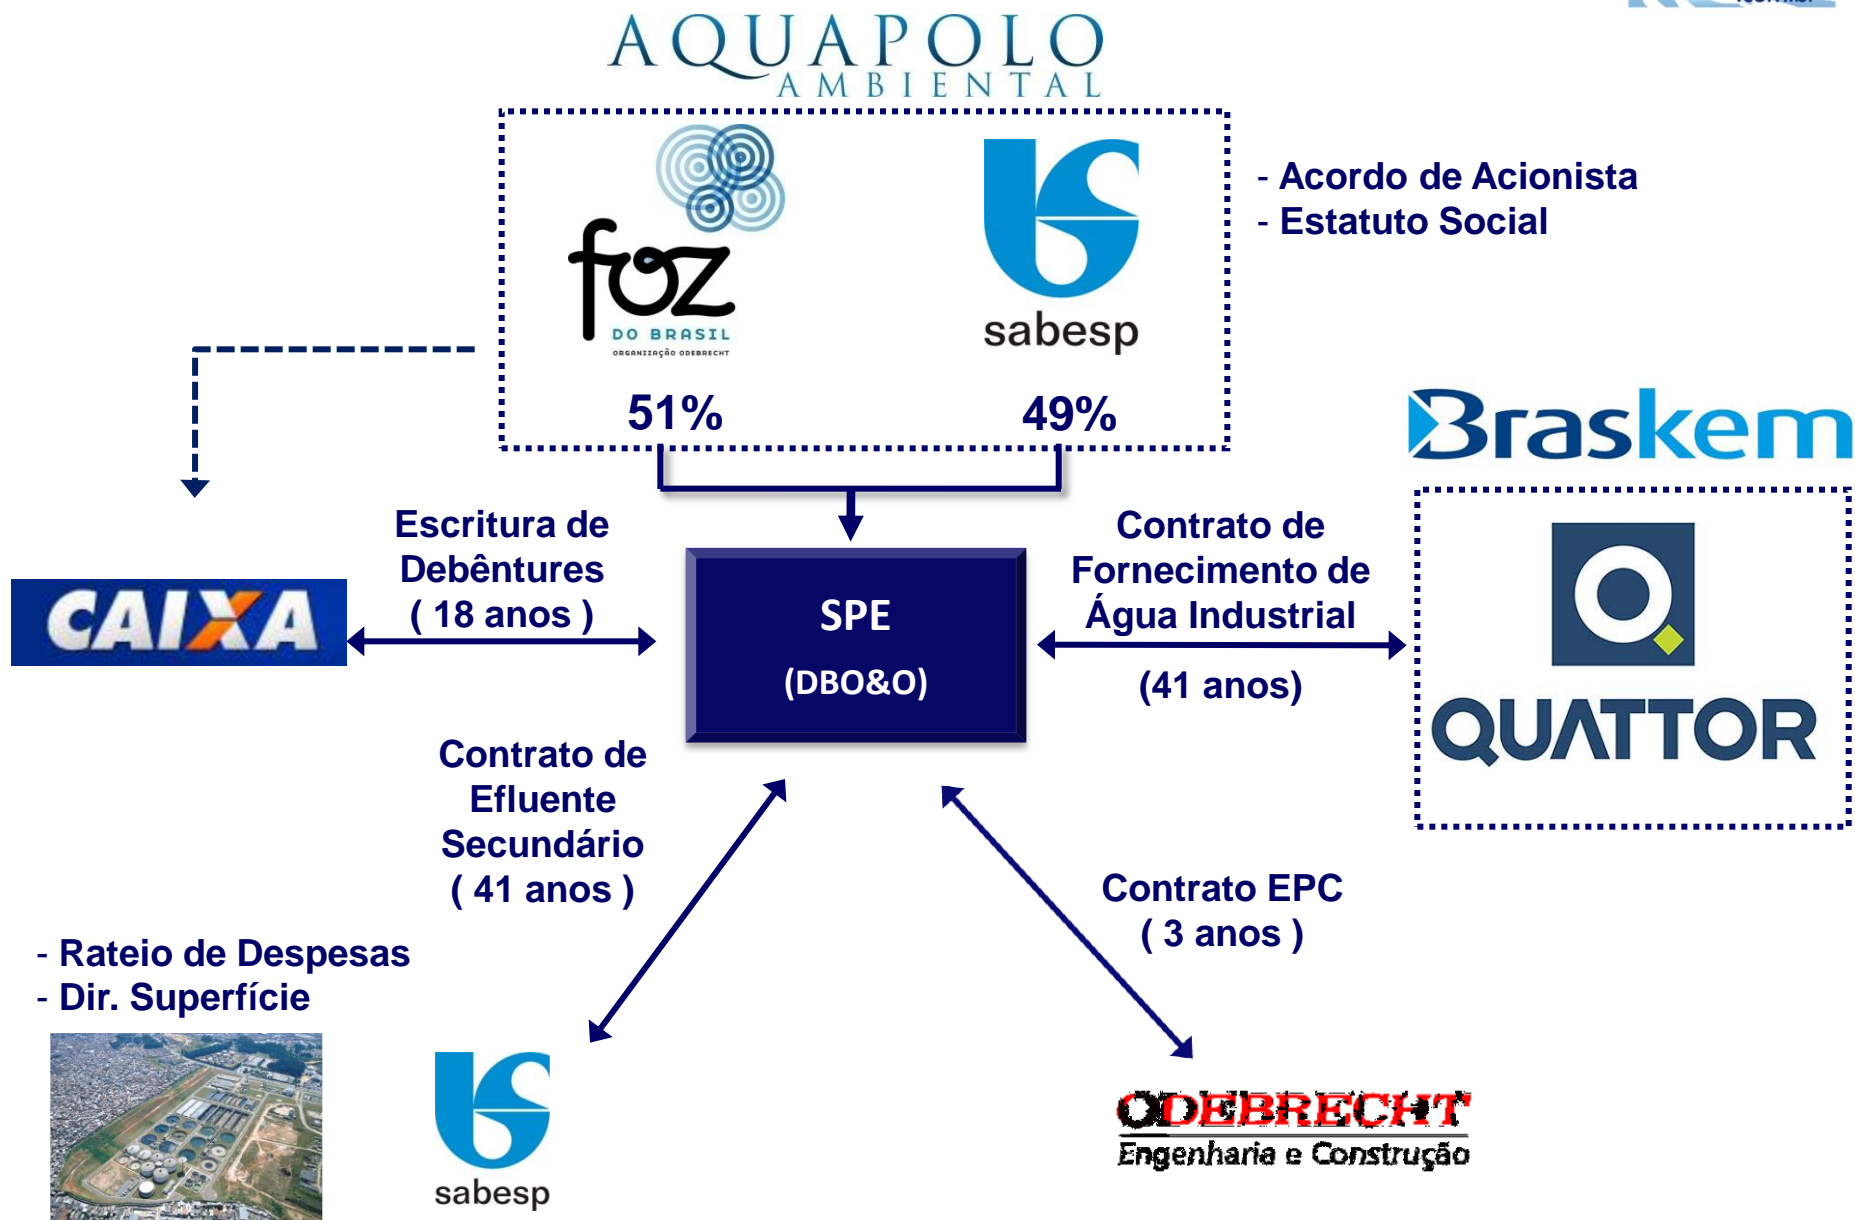 AQUAPOLO
AMBIENTAL
foz
DO BRASIL
ORGANIZAÇÃO ODEBRECHT
51%
sabesp
49%
- Acordo de Acionista
- Estatuto Social
Braskem
QUATTOR
Escritura de
Debêntures
( 18 anos )
CAIXA
SPE
(DBO&O)
Contrato de
Fornecimento de
Água Industrial
(41 anos)
Contrato de
Efluente
Secundário
( 41 anos )
Contrato EPC
( 3 anos )
- Rateio de Despesas
- Dir. Superfície
sabesp
ODEBRECHT
Engenharia e Construção